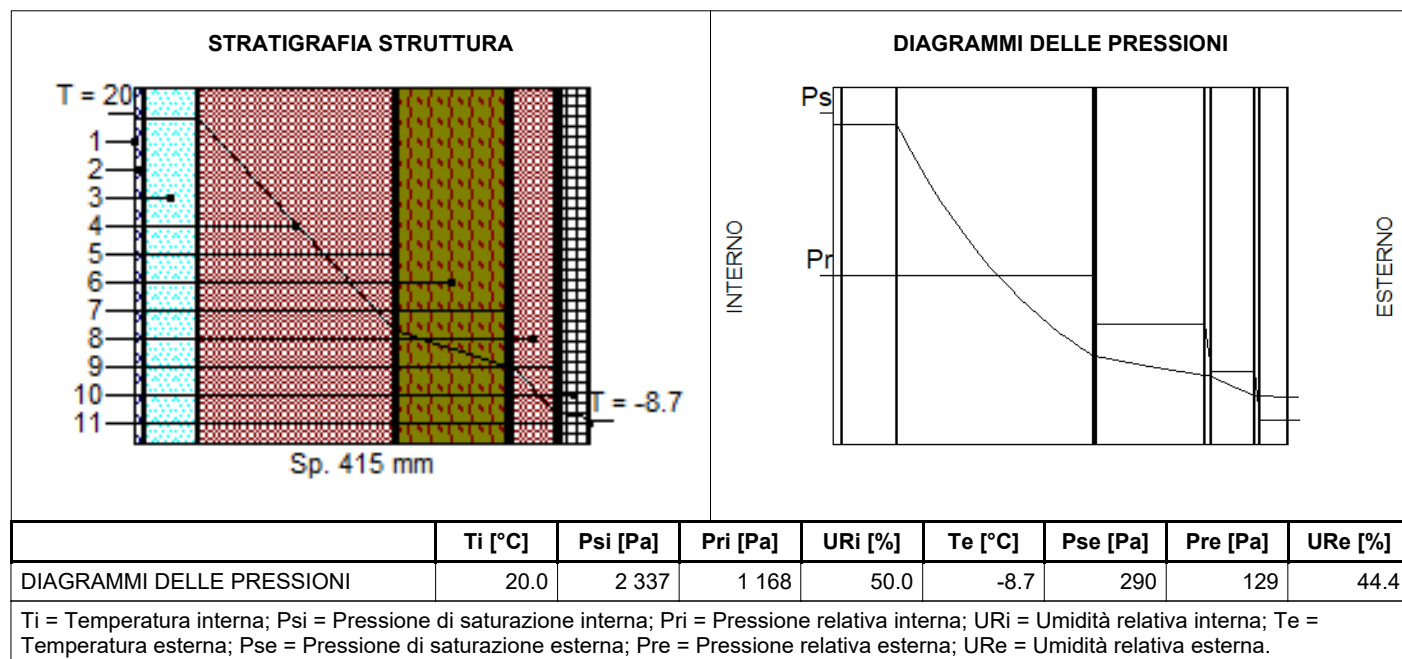 STRATIGRAFIA STRUTTURA
T = 20
1
2
3
4
5
6
7
8
9
10
11
T = -8.7
Sp. 415 mm
DIAGRAMMI DELLE PRESSIONI
Ps
Pr
INTERNO
ESTERNO
Ti [°C] Psi [Pa] Pri [Pa] URi [%] Te [°C] Pse [Pa] Pre [Pa] URe [%]
DIAGRAMMI DELLE PRESSIONI 20.0 2 337 1 168 50.0 -8.7 290 129 44.4
Ti = Temperatura interna; Psi = Pressione di saturazione interna; Pri = Pressione relativa interna; URi = Umidità relativa interna; Te =
Temperatura esterna; Pse = Pressione di saturazione esterna; Pre = Pressione relativa esterna; URe = Umidità relativa esterna.